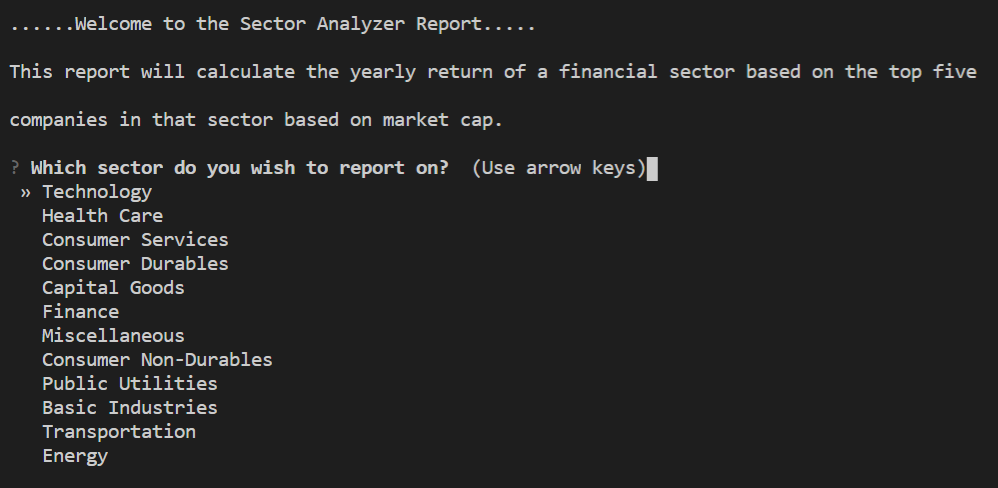 ......Welcome to the Sector Analyzer Report.....
This report will calculate the yearly return of a financial sector based on the top five
companies in that sector based on market cap.
? Which sector do you wish to report on?  (Use arrow keys)
» Technology
Health Care
Consumer Services
Consumer Durables
Capital Goods
Finance
Miscellaneous
Consumer Non-Durables
Public Utilities
Basic Industries
Transportation
Energy